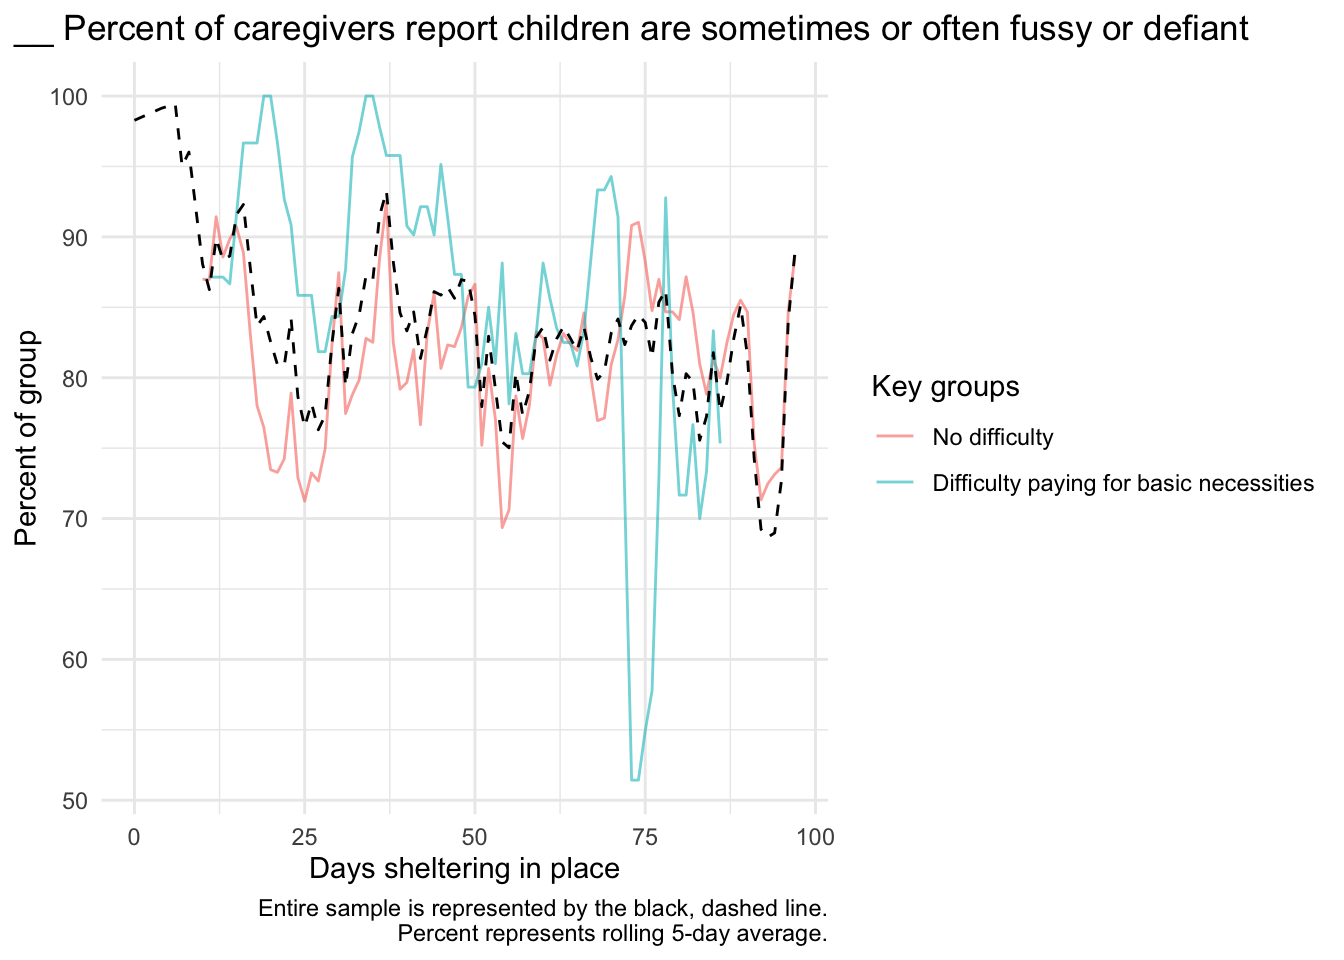 __ Percent of caregivers report children are sometimes or often fussy or defiant
Percent of group
100
90
80
70
60
50
0 25 50 75 100
Days sheltering in place
Key groups
No difficulty
Difficulty paying for basic necessities
Entire sample is represented by the black, dashed line.
Percent represents rolling 5-day average.